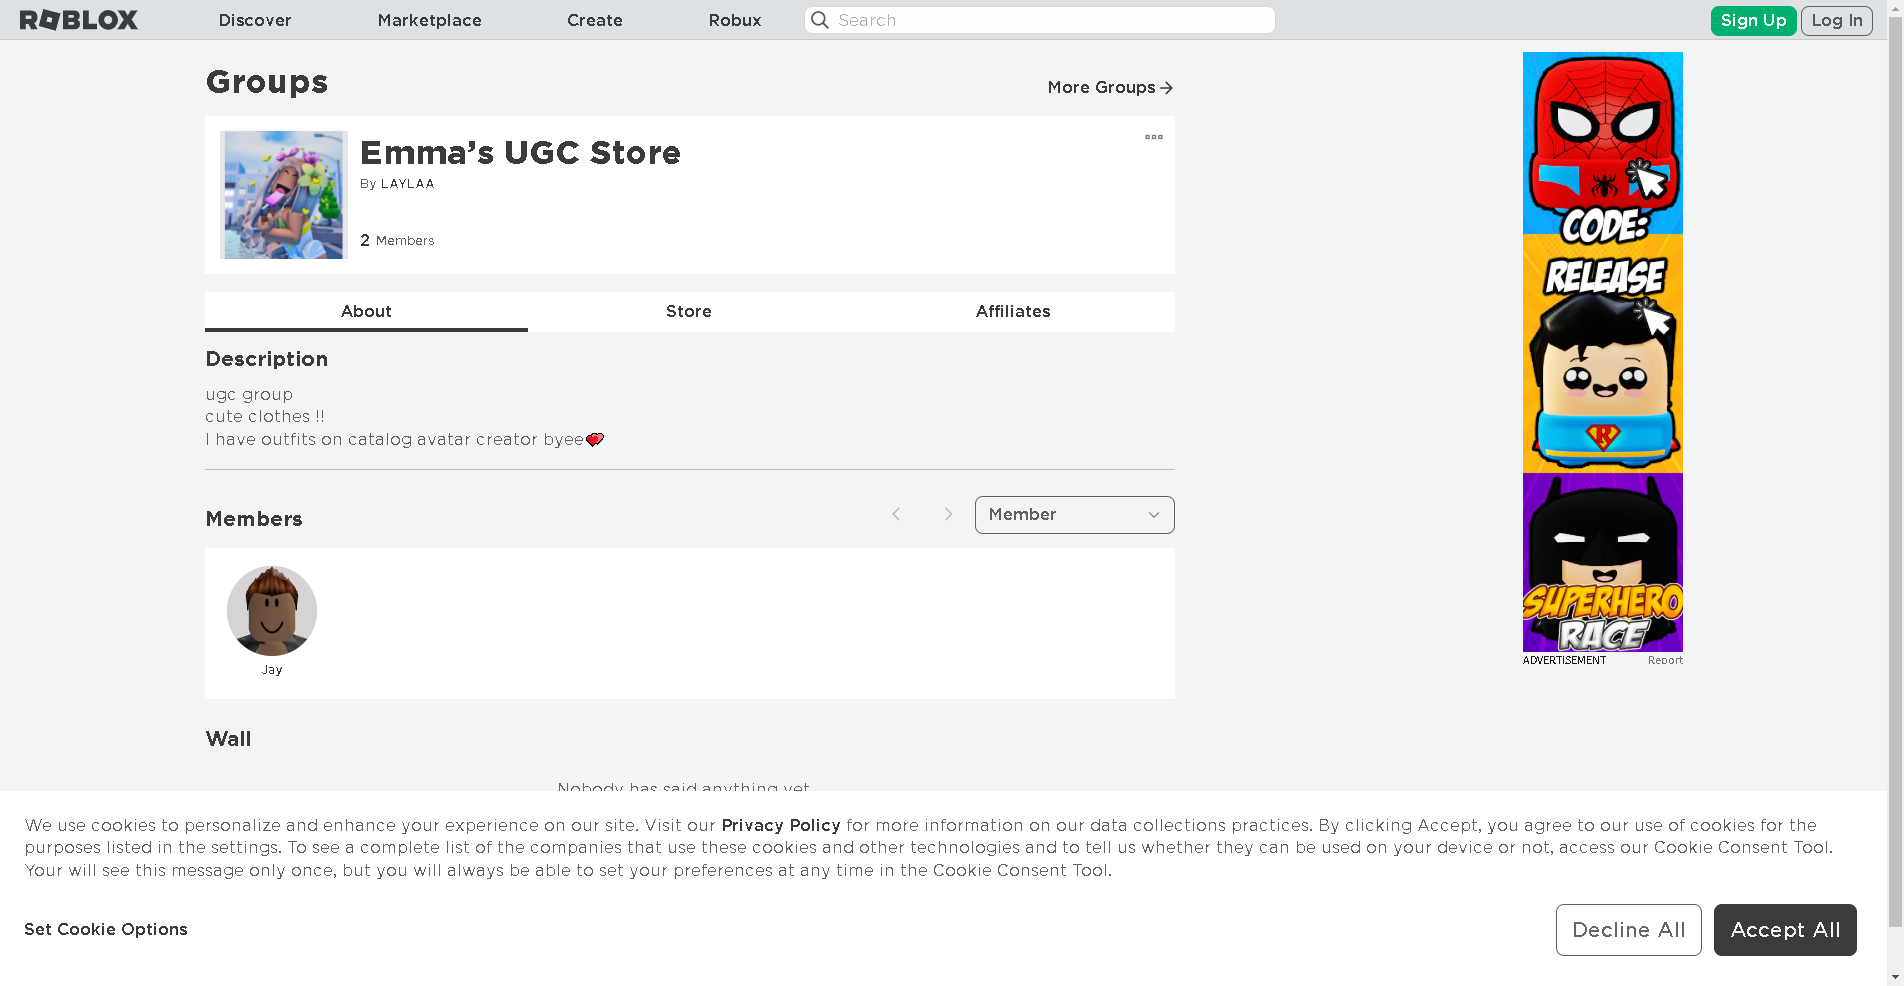 ROBLOX Discover Marketplace Create Robux Search Sign Up Log In
Groups
More Groups
Emma's UGC Store
By LAYLAA
2 Members
About Store Affiliates
Description
ugc group
cute clothes !!
I have outfits on catalog avatar creator byee💕
Members
Member
Jay
Wall
Nobody has said anything yet
CODE:
RELEASE
R
SUPERHERO
RACE
ADVERTISEMENT Report
We use cookies to personalize and enhance your experience on our site. Visit our Privacy Policy for more information on our data collections practices. By clicking Accept, you agree to our use of cookies for the
purposes listed in the settings. To see a complete list of the companies that use these cookies and other technologies and to tell us whether they can be used on your device or not, access our Cookie Consent Tool.
Your will see this message only once, but you will always be able to set your preferences at any time in the Cookie Consent Tool.
Set Cookie Options
Decline All Accept All